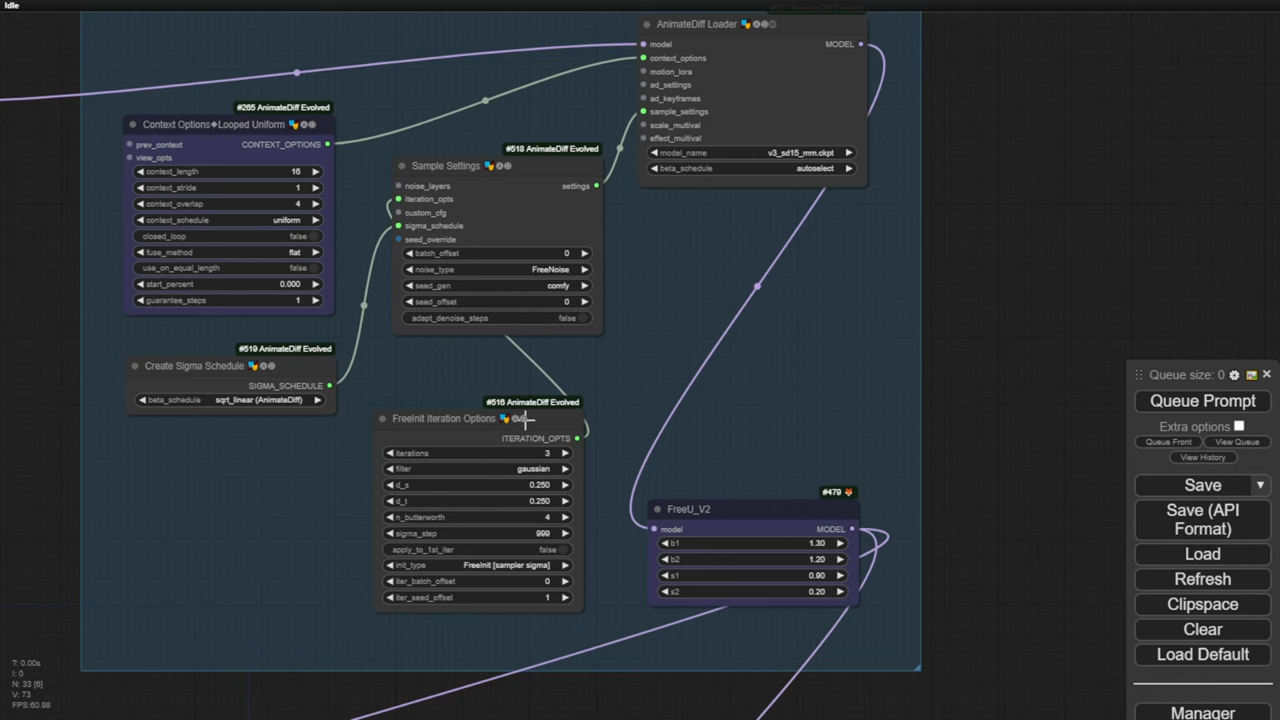 Idle
#517 AnimateDiff Evolved
AnimateDiff Loader
model
MODEL
context_options
motion_lora
ad_settings
ad_keyframes
sample_settings
scale_multival
effect_multival
model_name v3_sd15_mm.ckpt
beta_schedule autoselect
#265 AnimateDiff Evolved
Context Options◆Looped Uniform
prev_context CONTEXT_OPTIONS
view_opts
context_length 16
context_stride 1
context_overlap 4
context_schedule uniform
closed_loop false
fuse_method flat
use_on_equal_length false
start_percent 0.000
guarantee_steps 1
#518 AnimateDiff Evolved
Sample Settings
noise_layers settings
iteration_opts
custom_cfg
sigma_schedule
seed_override
batch_offset 0
noise_type FreeNoise
seed_gen comfy
seed_offset 0
adapt_denoise_steps false
#519 AnimateDiff Evolved
Create Sigma Schedule
SIGMA_SCHEDULE
beta_schedule sqrt_linear (AnimateDiff)
#516 AnimateDiff Evolved
FreeInit Iteration Options
ITERATION_OPTS
iterations 3
filter gaussian
d_s 0.250
d_t 0.250
n_butterworth 4
sigma_step 999
apply_to_1st_iter false
init_type FreeInit [sampler sigma]
iter_batch_offset 0
iter_seed_offset 1
#479
FreeU_V2
model MODEL
b1 1.30
b2 1.20
s1 0.90
s2 0.20
Queue size: 0
Queue Prompt
Extra options
Queue Front View Queue
View History
Save
Save (API
Format)
Load
Refresh
Clipspace
Clear
Load Default
Manager
T: 0.00s
I: 0
N: 33 [6]
V: 73
FPS:60.98